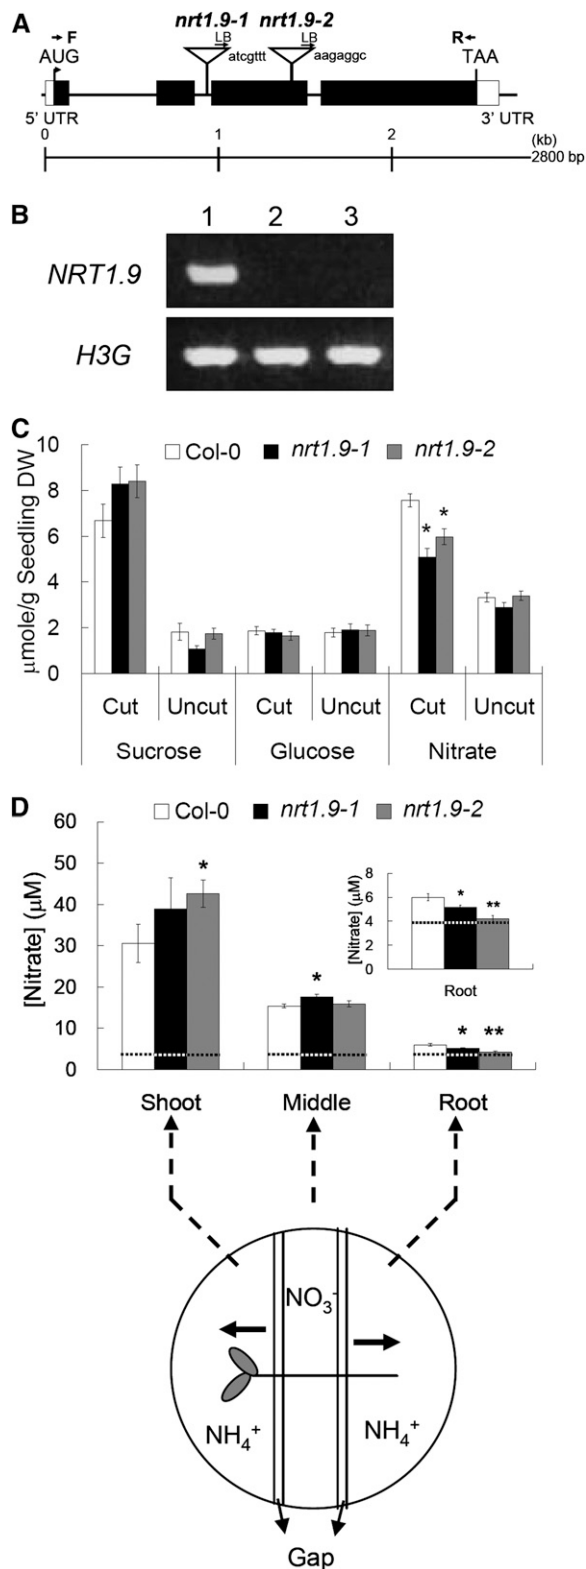 A
nrt1.9-1 nrt1.9-2
F LB atcgttt LB aagaggc R
AUG TAA
5' UTR 3' UTR
0 1 2 (kb)
2800 bp
B
1 2 3
NRT1.9
H3G
C
Col-0 nrt1.9-1 nrt1.9-2
μmole/g Seedling DW
10
8
6
4
2
0
* *
Cut Uncut Cut Uncut Cut Uncut
Sucrose Glucose Nitrate
D
Col-0 nrt1.9-1 nrt1.9-2
[Nitrate] (μM)
60
50
40
30
20
10
0
*
*
* **
[Nitrate] (μM)
8
6
4
2
0
* **
Root
Shoot Middle Root
NO3-
NH4+ NH4+
Gap